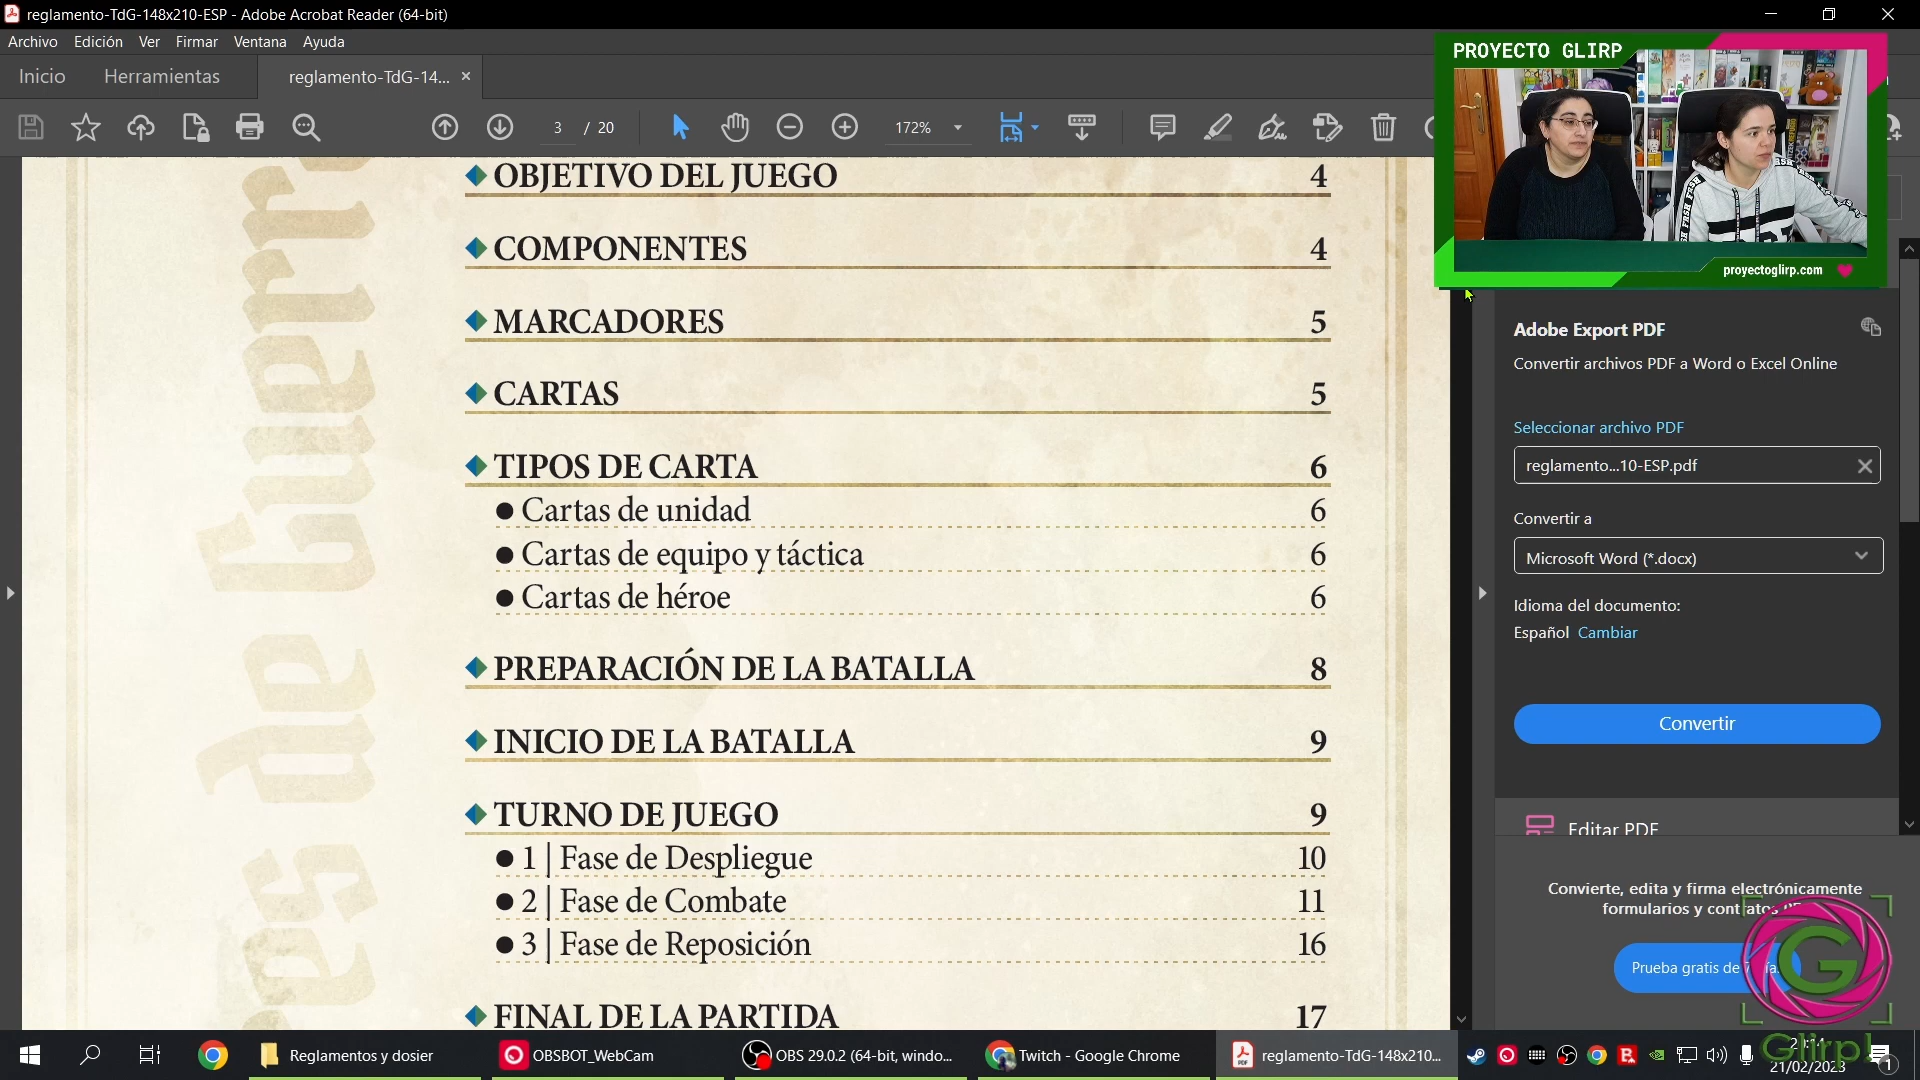 reglamento-TdG-148x210-ESP - Adobe Acrobat Reader (64-bit)
Archivo Edición Ver Firmar Ventana Ayuda
Inicio Herramientas reglamento-TdG-14... ×
3 / 20 172%
PROYECTO GLIRP
proyectoglirp.com
OBJETIVO DEL JUEGO 4
COMPONENTES 4
MARCADORES 5
CARTAS 5
TIPOS DE CARTA 6
● Cartas de unidad 6
● Cartas de equipo y táctica 6
● Cartas de héroe 6
PREPARACIÓN DE LA BATALLA 8
INICIO DE LA BATALLA 9
TURNO DE JUEGO 9
● 1 | Fase de Despliegue 10
● 2 | Fase de Combate 11
● 3 | Fase de Reposición 16
FINAL DE LA PARTIDA 17
Adobe Export PDF
Convertir archivos PDF a Word o Excel Online
Seleccionar archivo PDF
reglamento...10-ESP.pdf
Convertir a
Microsoft Word (*.docx)
Idioma del documento:
Español Cambiar
Convertir
Editar PDF
Convierte, edita y firma electrónicamente
formularios y
Prueba gratis de
Glirp!
Reglamentos y dosier
OBSBOT_WebCam
OBS 29.0.2 (64-bit, windo...
Twitch - Google Chrome
reglamento-TdG-148x210...
21/02/2023
1